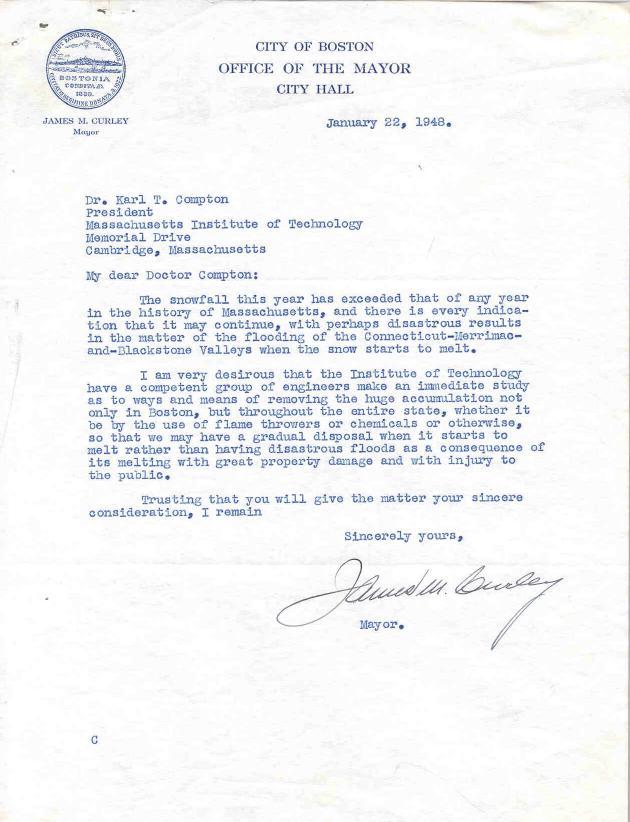 CITY OF BOSTON
OFFICE OF THE MAYOR
CITY HALL
BOSTONIA
CONDITA AD.
1630.
JAMES M. CURLEY
Mayor
January 22, 1948.
Dr. Karl T. Compton
President
Massachusetts Institute of Technology
Memorial Drive
Cambridge, Massachusetts
My dear Doctor Compton:
The snowfall this year has exceeded that of any year
in the history of Massachusetts, and there is every indica-
tion that it may continue, with perhaps disastrous results
in the matter of the flooding of the Connecticut-Merrimac-
and-Blackstone Valleys when the snow starts to melt.
I am very desirous that the Institute of Technology
have a competent group of engineers make an immediate study
as to ways and means of removing the huge accumulation not
only in Boston, but throughout the entire state, whether it
be by the use of flame throwers or chemicals or otherwise,
so that we may have a gradual disposal when it starts to
melt rather than having disastrous floods as a consequence of
its melting with great property damage and with injury to
the public.
Trusting that you will give the matter your sincere
consideration, I remain
Sincerely yours,
James M. Curley
Mayor.
C